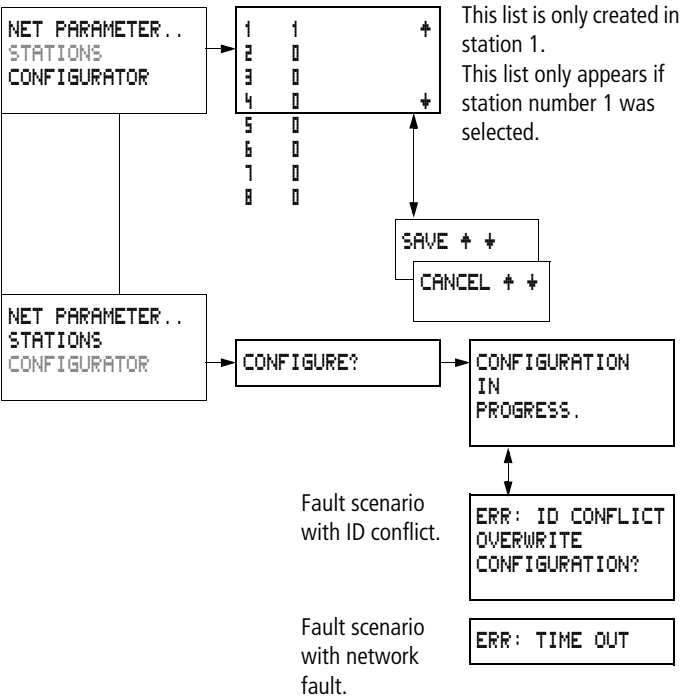 NET PARAMETER..
STATIONS
CONFIGURATOR
1 1 ↑
2 0
3 0
4 0 ↓
5 0
6 0
7 0
8 0
This list is only created in
station 1.
This list only appears if
station number 1 was
selected.
SAVE ↑ ↓
CANCEL ↑ ↓
NET PARAMETER..
STATIONS
CONFIGURATOR
CONFIGURE?
CONFIGURATION
IN
PROGRESS.
Fault scenario
with ID conflict.
ERR: ID CONFLICT
OVERWRITE
CONFIGURATION?
Fault scenario
with network
fault.
ERR: TIME OUT